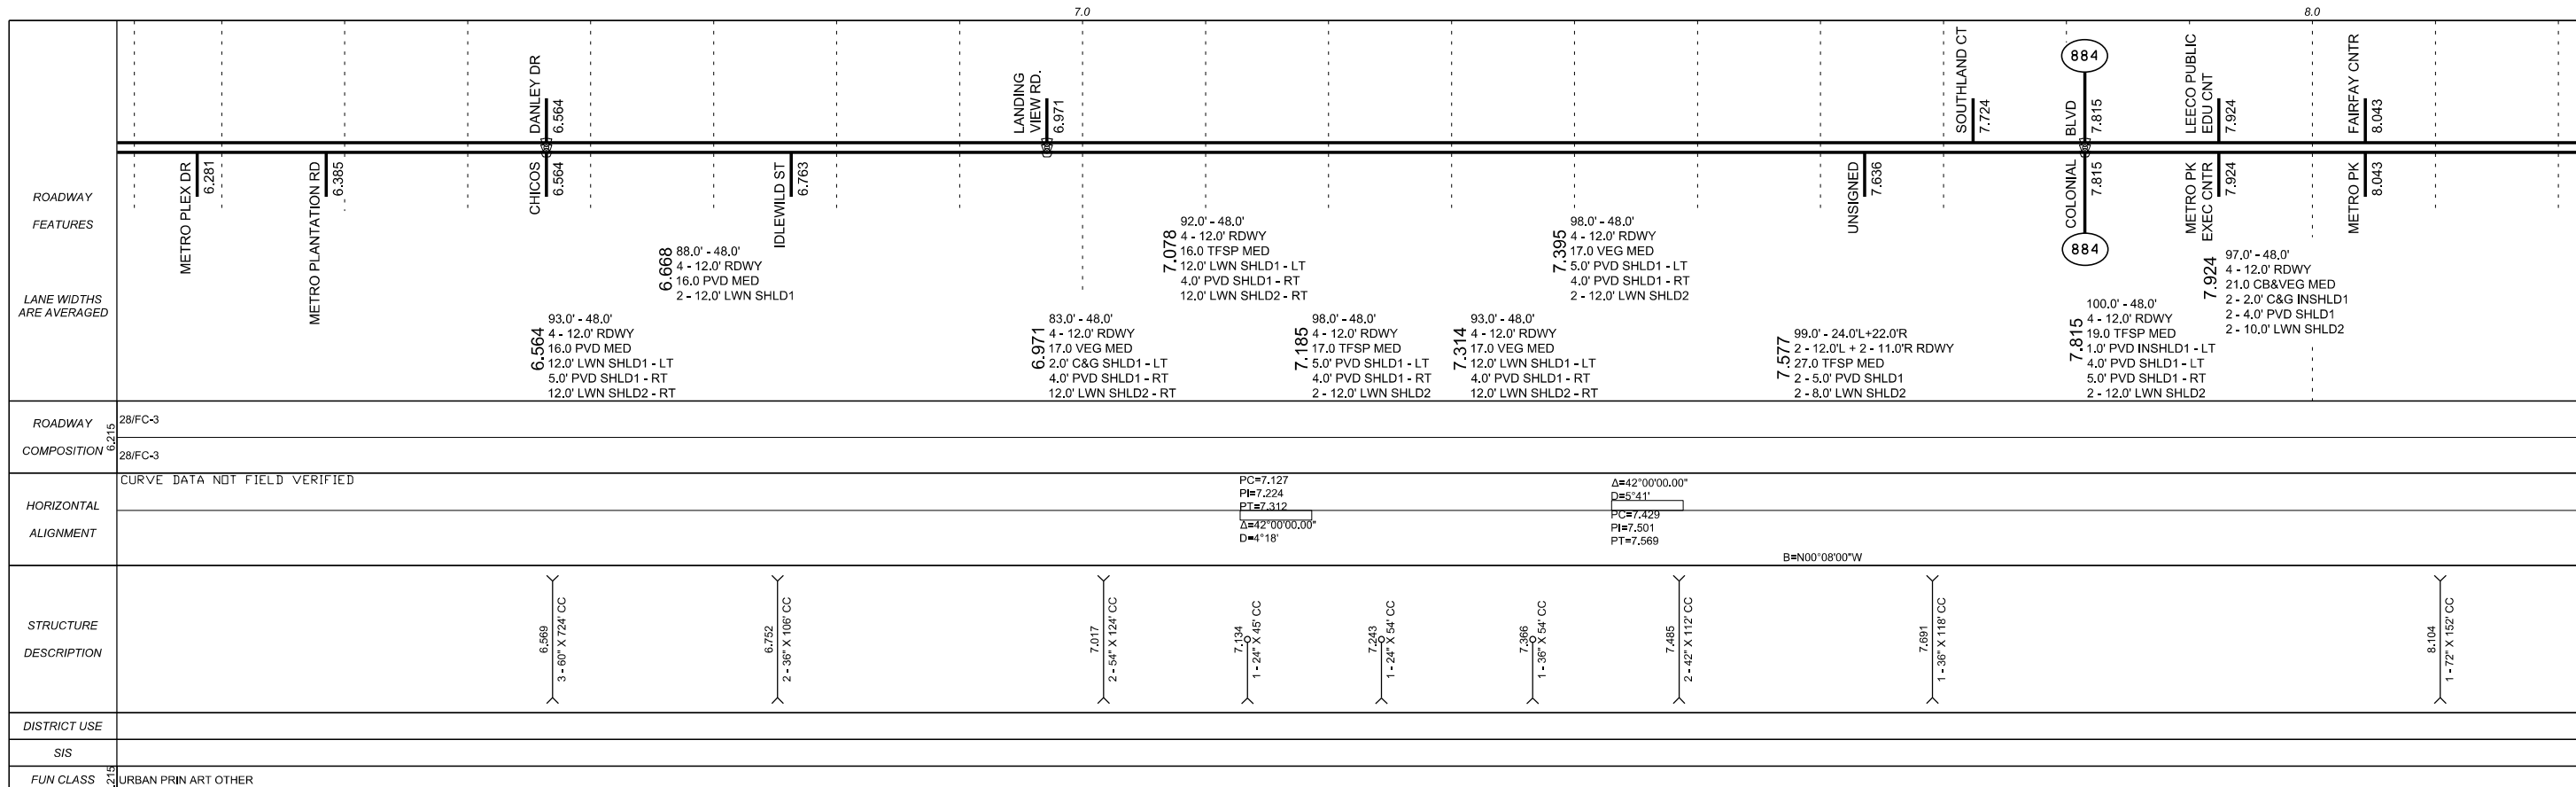 7.0
8.0
ROADWAY
FEATURES
LANE WIDTHS
ARE AVERAGED
METRO PLEX DR
6.281
METRO PLANTATION RD
6.385
DANLEY DR
6.564
CHICOS
6.564
IDLEWILD ST
6.763
LANDING
VIEW RD.
6.971
UNSIGNED
7.636
SOUTHLAND CT
7.724
884
BLVD
7.815
COLONIAL
7.815
884
LEECO PUBLIC
EDU CNT
7.924
METRO PK
EXEC CNTR
7.924
FAIRFAY CNTR
8.043
METRO PK
8.043
6.564
93.0' - 48.0'
4 - 12.0' RDWY
16.0 PVD MED
12.0' LWN SHLD1 - LT
5.0' PVD SHLD1 - RT
12.0' LWN SHLD2 - RT
6.668
88.0' - 48.0'
4 - 12.0' RDWY
16.0 PVD MED
2 - 12.0' LWN SHLD1
6.971
83.0' - 48.0'
4 - 12.0' RDWY
17.0 VEG MED
2.0' C&G SHLD1 - LT
4.0' PVD SHLD1 - RT
12.0' LWN SHLD2 - RT
7.078
92.0' - 48.0'
4 - 12.0' RDWY
16.0 TFSP MED
12.0' LWN SHLD1 - LT
4.0' PVD SHLD1 - RT
12.0' LWN SHLD2 - RT
7.185
98.0' - 48.0'
4 - 12.0' RDWY
17.0 TFSP MED
5.0' PVD SHLD1 - LT
4.0' PVD SHLD1 - RT
2 - 12.0' LWN SHLD2
7.314
93.0' - 48.0'
4 - 12.0' RDWY
17.0 VEG MED
12.0' LWN SHLD1 - LT
4.0' PVD SHLD1 - RT
12.0' LWN SHLD2 - RT
7.395
98.0' - 48.0'
4 - 12.0' RDWY
17.0 VEG MED
5.0' PVD SHLD1 - LT
4.0' PVD SHLD1 - RT
2 - 12.0' LWN SHLD2
7.577
99.0' - 24.0'L+22.0'R
2 - 12.0'L + 2 - 11.0'R RDWY
27.0 TFSP MED
2 - 5.0' PVD SHLD1
2 - 8.0' LWN SHLD2
7.815
100.0' - 48.0'
4 - 12.0' RDWY
19.0 TFSP MED
1.0' PVD INSHLD1 - LT
4.0' PVD SHLD1 - LT
5.0' PVD SHLD1 - RT
2 - 12.0' LWN SHLD2
7.924
97.0' - 48.0'
4 - 12.0' RDWY
21.0 CB&VEG MED
2 - 2.0' C&G INSHLD1
2 - 4.0' PVD SHLD1
2 - 10.0' LWN SHLD2
ROADWAY
COMPOSITION
6.215
28/FC-3
28/FC-3
HORIZONTAL
ALIGNMENT
CURVE DATA NOT FIELD VERIFIED
PC=7.127
PI=7.224
PT=7.312
Δ=42°00'00.00"
D=4°18'
Δ=42°00'00.00"
D=5°41'
PC=7.429
PI=7.501
PT=7.569
B=N00°08'00"W
STRUCTURE
DESCRIPTION
6.569
3 - 60" X 724' CC
6.752
2 - 36" X 106' CC
7.017
2 - 54" X 124' CC
7.134
1 - 24" X 45' CC
7.243
1 - 24" X 54' CC
7.366
1 - 36" X 54' CC
7.485
2 - 42" X 112' CC
7.691
1 - 36" X 118' CC
8.104
1 - 72" X 152' CC
DISTRICT USE
SIS
FUN CLASS
URBAN PRIN ART OTHER